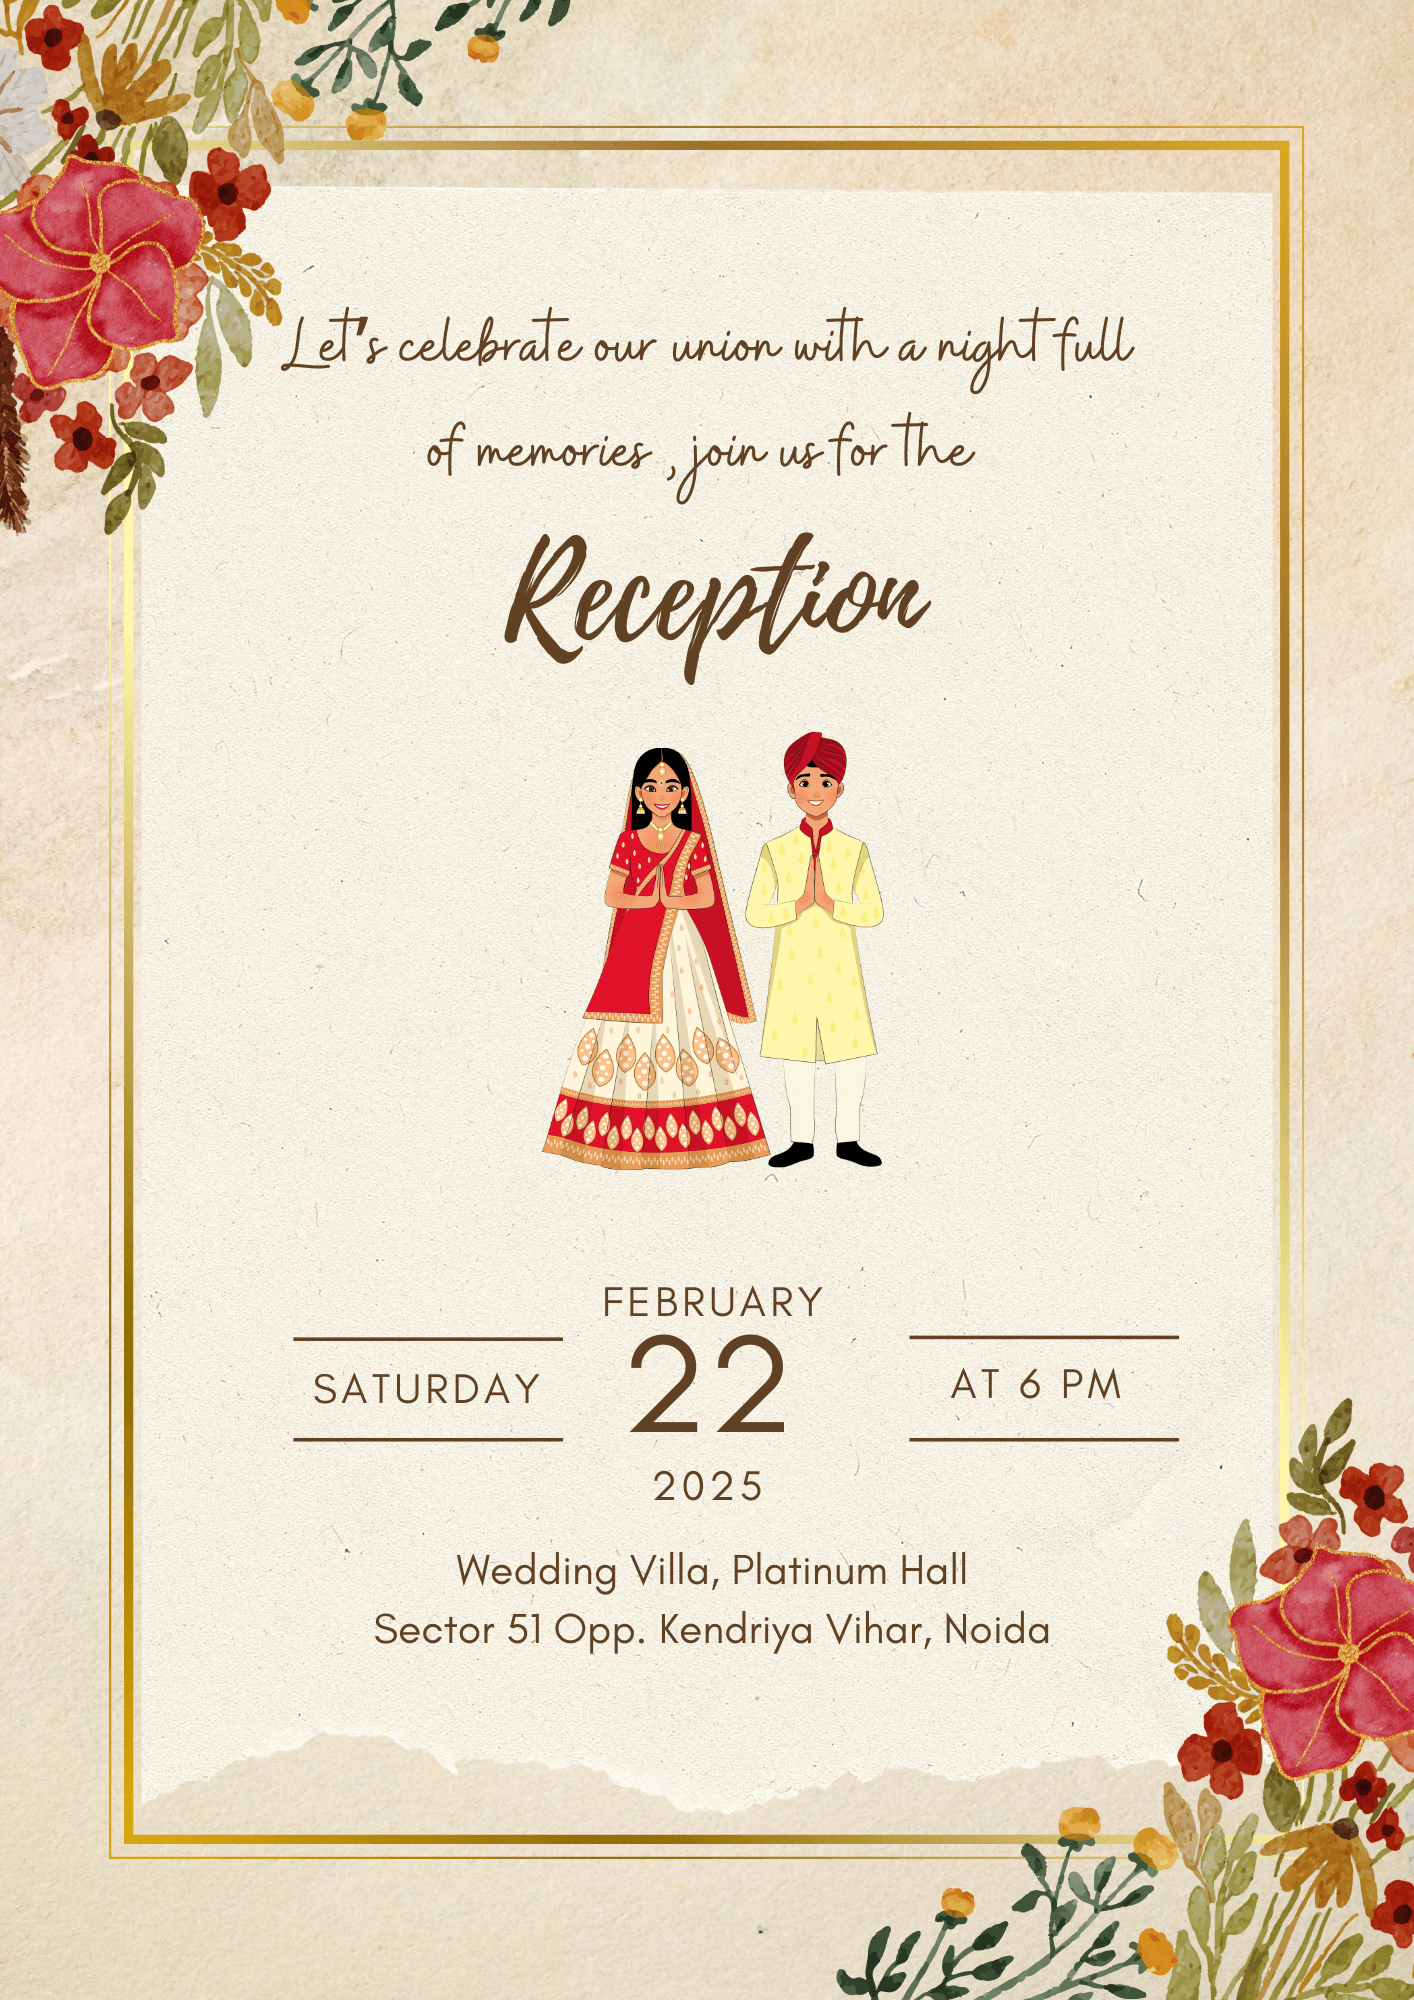 Let's celebrate our union with a night full
of memories , join us for the
Reception
FEBRUARY
SATURDAY
22
AT 6 PM
2025
Wedding Villa, Platinum Hall
Sector 51 Opp. Kendriya Vihar, Noida